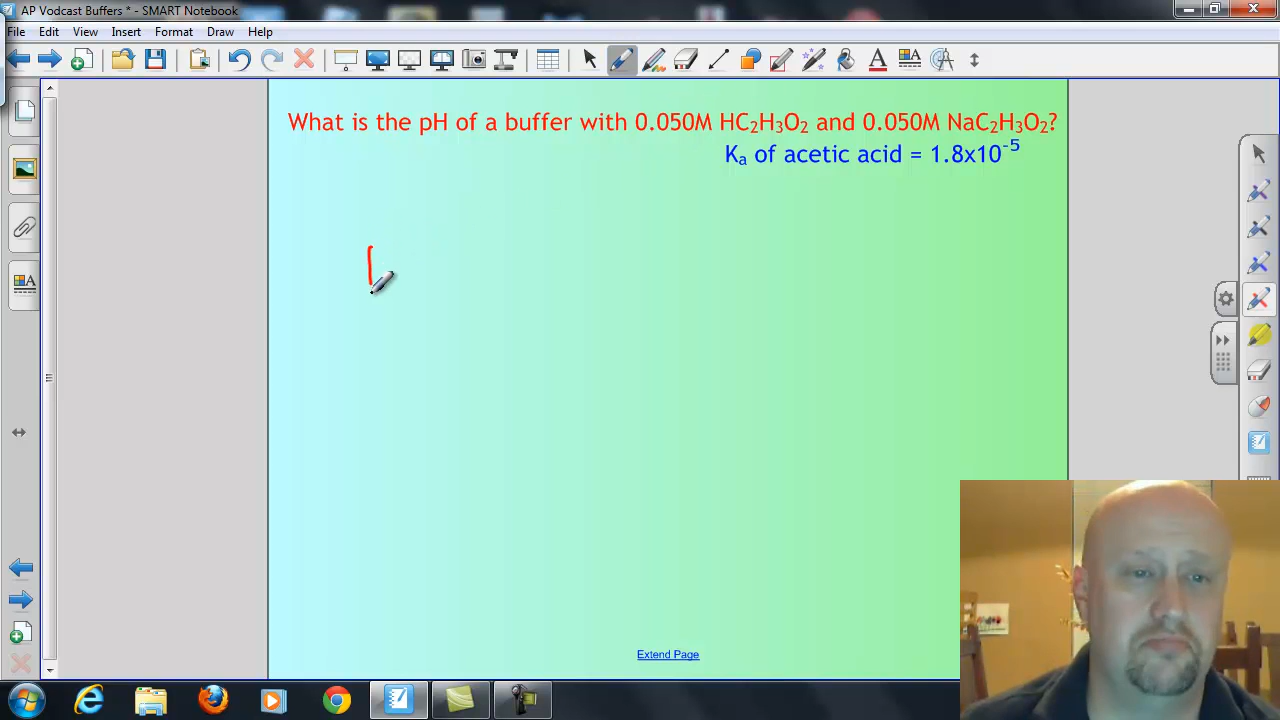 AP Vodcast Buffers * - SMART Notebook
File Edit View Insert Format Draw Help
What is the pH of a buffer with 0.050M HC₂H₃O₂ and 0.050M NaC₂H₃O₂?
Kₐ of acetic acid = 1.8x10⁻⁵
Extend Page